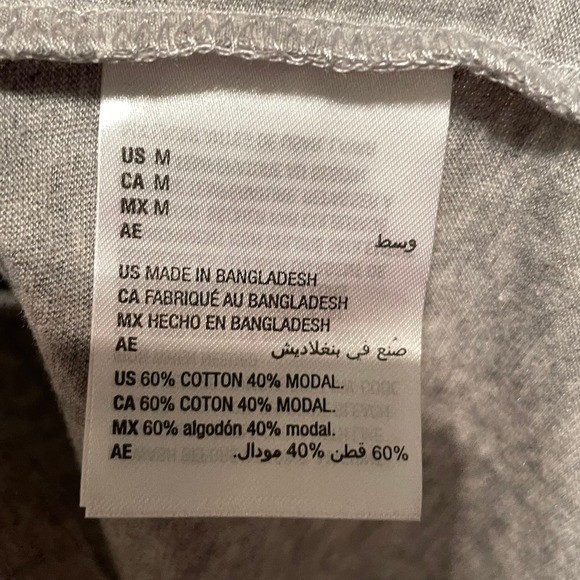 US M
CA M
MX M
AE وسط
US MADE IN BANGLADESH
CA FABRIQUÉ AU BANGLADESH
MX HECHO EN BANGLADESH
AE صُنع في بنغلاديش
US 60% COTTON 40% MODAL.
CA 60% COTON 40% MODAL.
MX 60% algodón 40% modal.
AE 60% قطن 40% مودال.